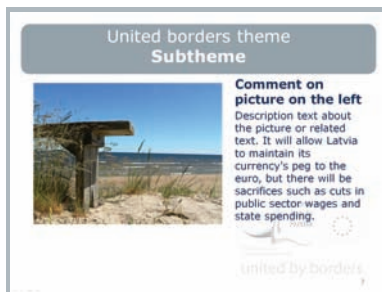 United borders theme
Subtheme
Comment on
picture on the left
Description text about
the picture or related
text. It will allow Latvia
to maintain its
currency's peg to the
euro, but there will be
sacrifices such as cuts in
public sector wages and
state spending.
united by borders